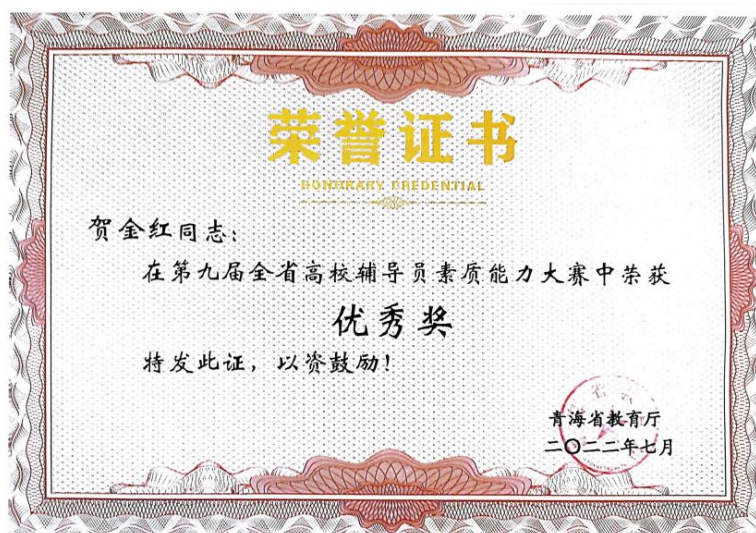 荣誉证书
HONORARY CREDENTIAL
贺金红同志：
在第九届全省高校辅导员素质能力大赛中荣获
优秀奖
特发此证，以资鼓励！
青海省教育厅
二〇二二年七月